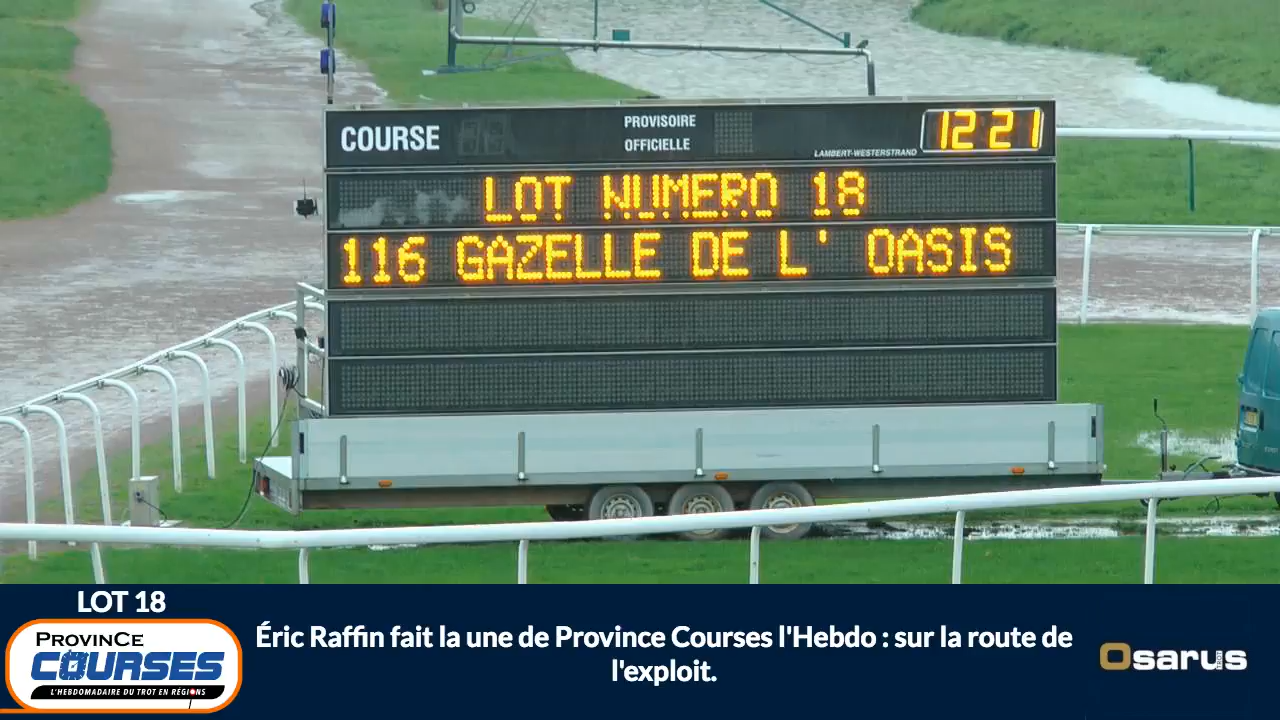 COURSE
PROVISOIRE
OFFICIELLE
LAMBERT-WESTERSTRAND
12 21
LOT NUMERO 18
116 GAZELLE DE L' OASIS
LOT 18
PROVINCE
COURSES
L'HEBDOMADAIRE DU TROT EN RÉGIONS
Éric Raffin fait la une de Province Courses l'Hebdo : sur la route de
l'exploit.
Osarus